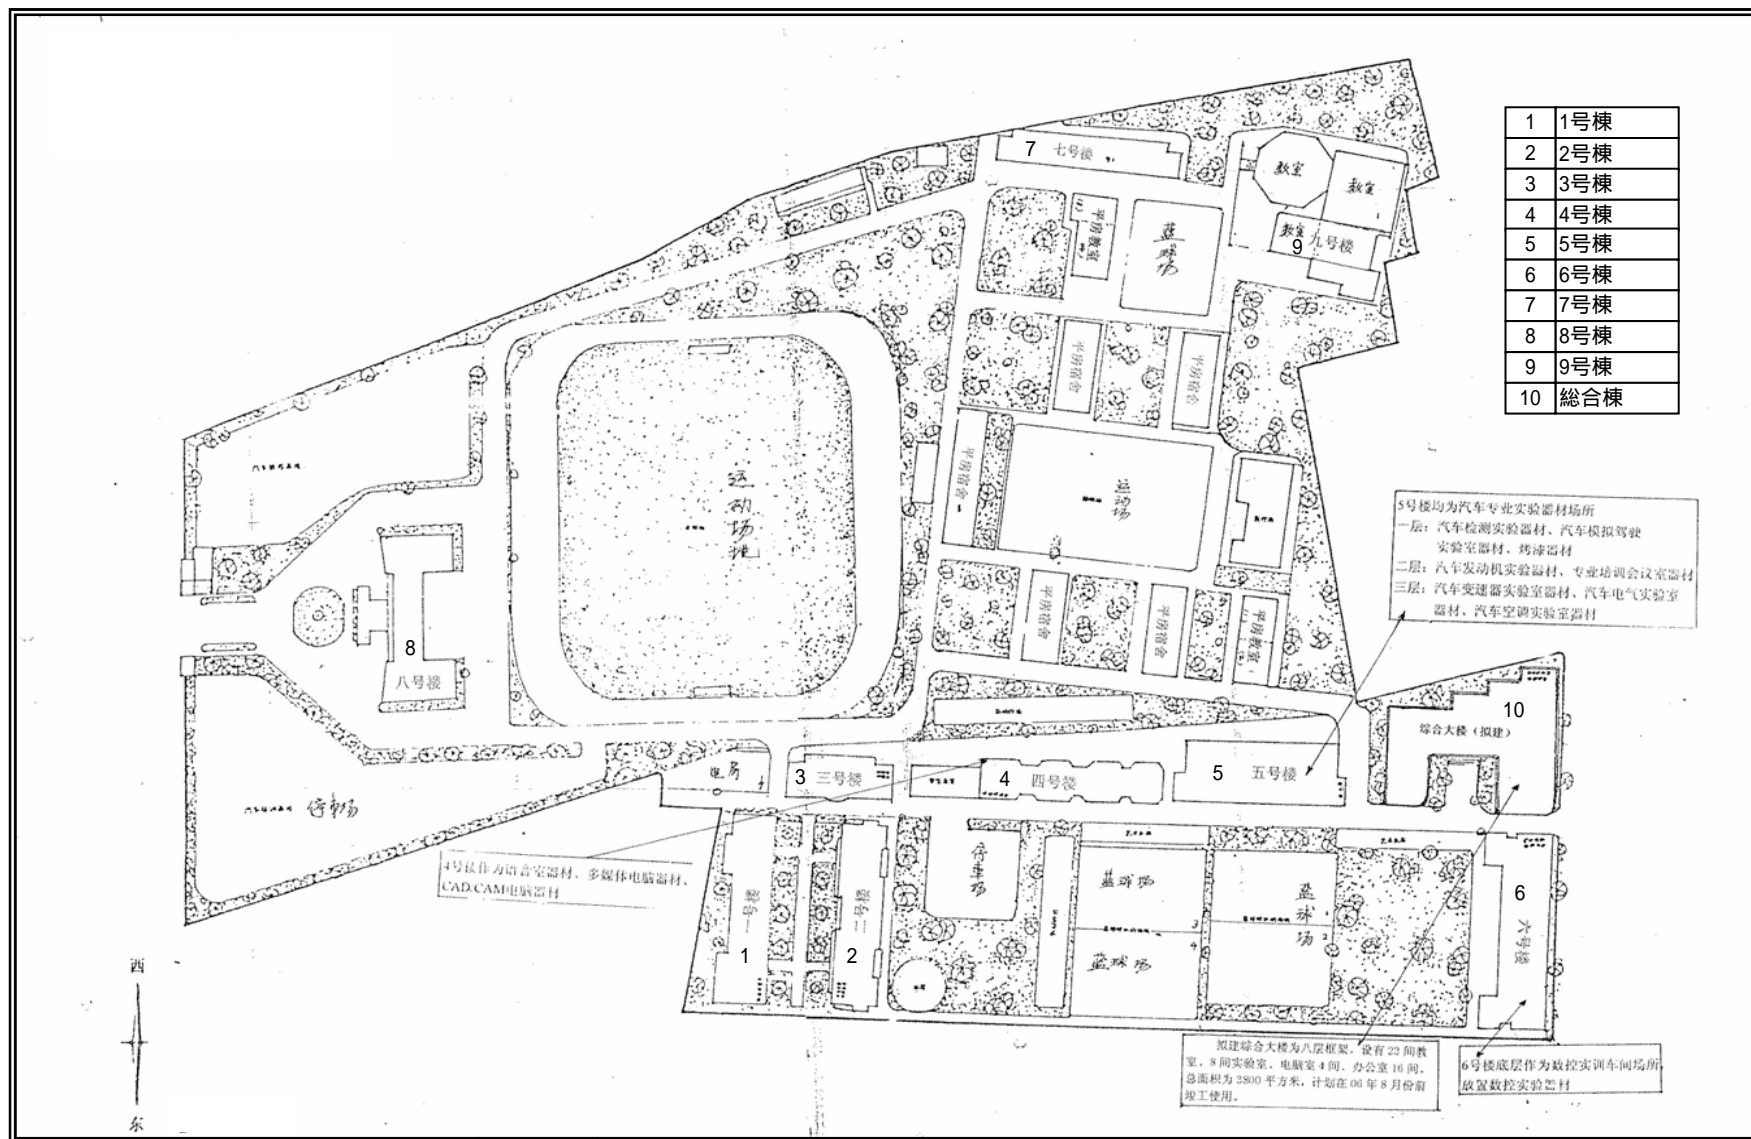 1 1号棟
2 2号棟
3 3号棟
4 4号棟
5 5号棟
6 6号棟
7 7号棟
8 8号棟
9 9号棟
10 総合棟
7 七号楼
教室
教室
教室
9 九号楼
平房教室
蓝球场
平房宿舍
平房宿舍
平房宿舍
运动场
运动场地
平房宿舍
平房宿舍
平房教室
5号楼均为汽车专业实验器材场所
一层：汽车检测实验器材、汽车模拟驾驶
实验室器材、烤漆器材
二层：汽车发动机实验器材、专业培训会议室器材
三层：汽车变速器实验室器材、汽车电气实验室
器材、汽车空调实验室器材
8
八号楼
10
综合大楼（拟建）
3 三号楼
4 四号楼
5 五号楼
停车场
4号楼作为语音室器材、多媒体电脑器材、
CAD.CAM电脑器材
一号楼
1
二号楼
2
停车场
蓝球场
蓝球场
蓝球场
3
4
1
2
6
六号楼
西
东
拟建综合大楼为八层框架，设有23间教
室、8间实验室、电脑室4间、办公室16间，
总面积为3800平方米，计划在06年8月份前
竣工使用。
6号楼底层作为数控实训车间场所，
放置数控实验器材